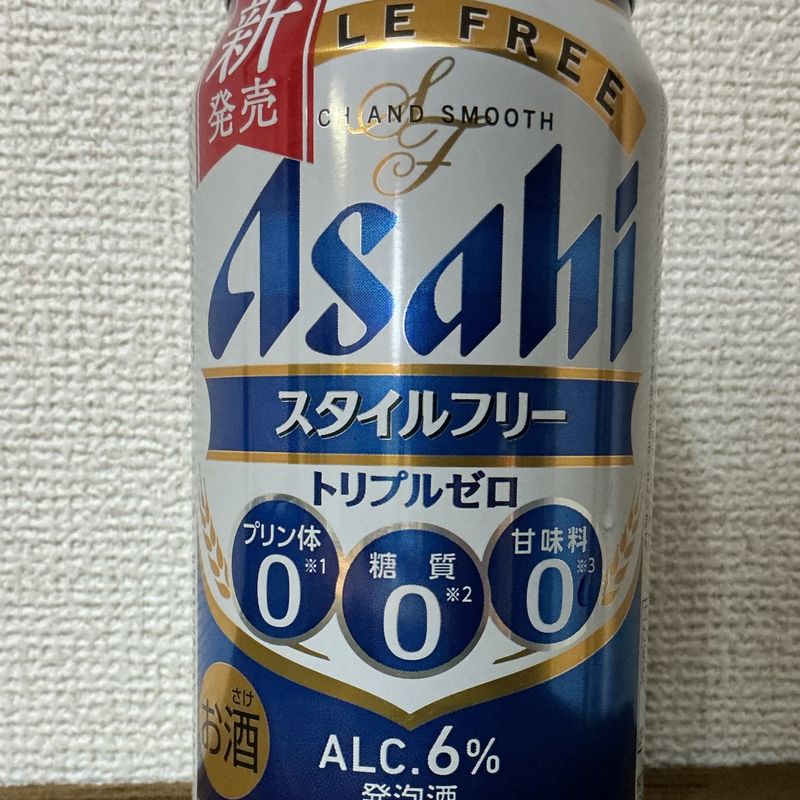 新
発売
LE FREE
CH AND SMOOTH
SF
Asahi
スタイルフリー
トリプルゼロ
プリン体
0※1
糖質
0※2
甘味料
0※3
さけ
お酒
ALC.6%
発泡酒